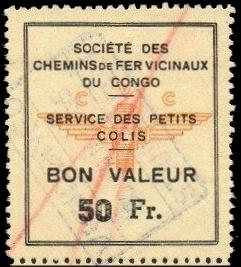 SOCIÉTÉ DES
CHEMINS DE FER VICINAUX
DU CONGO
C C
SERVICE DES PETITS
COLIS
BON VALEUR
50 Fr.